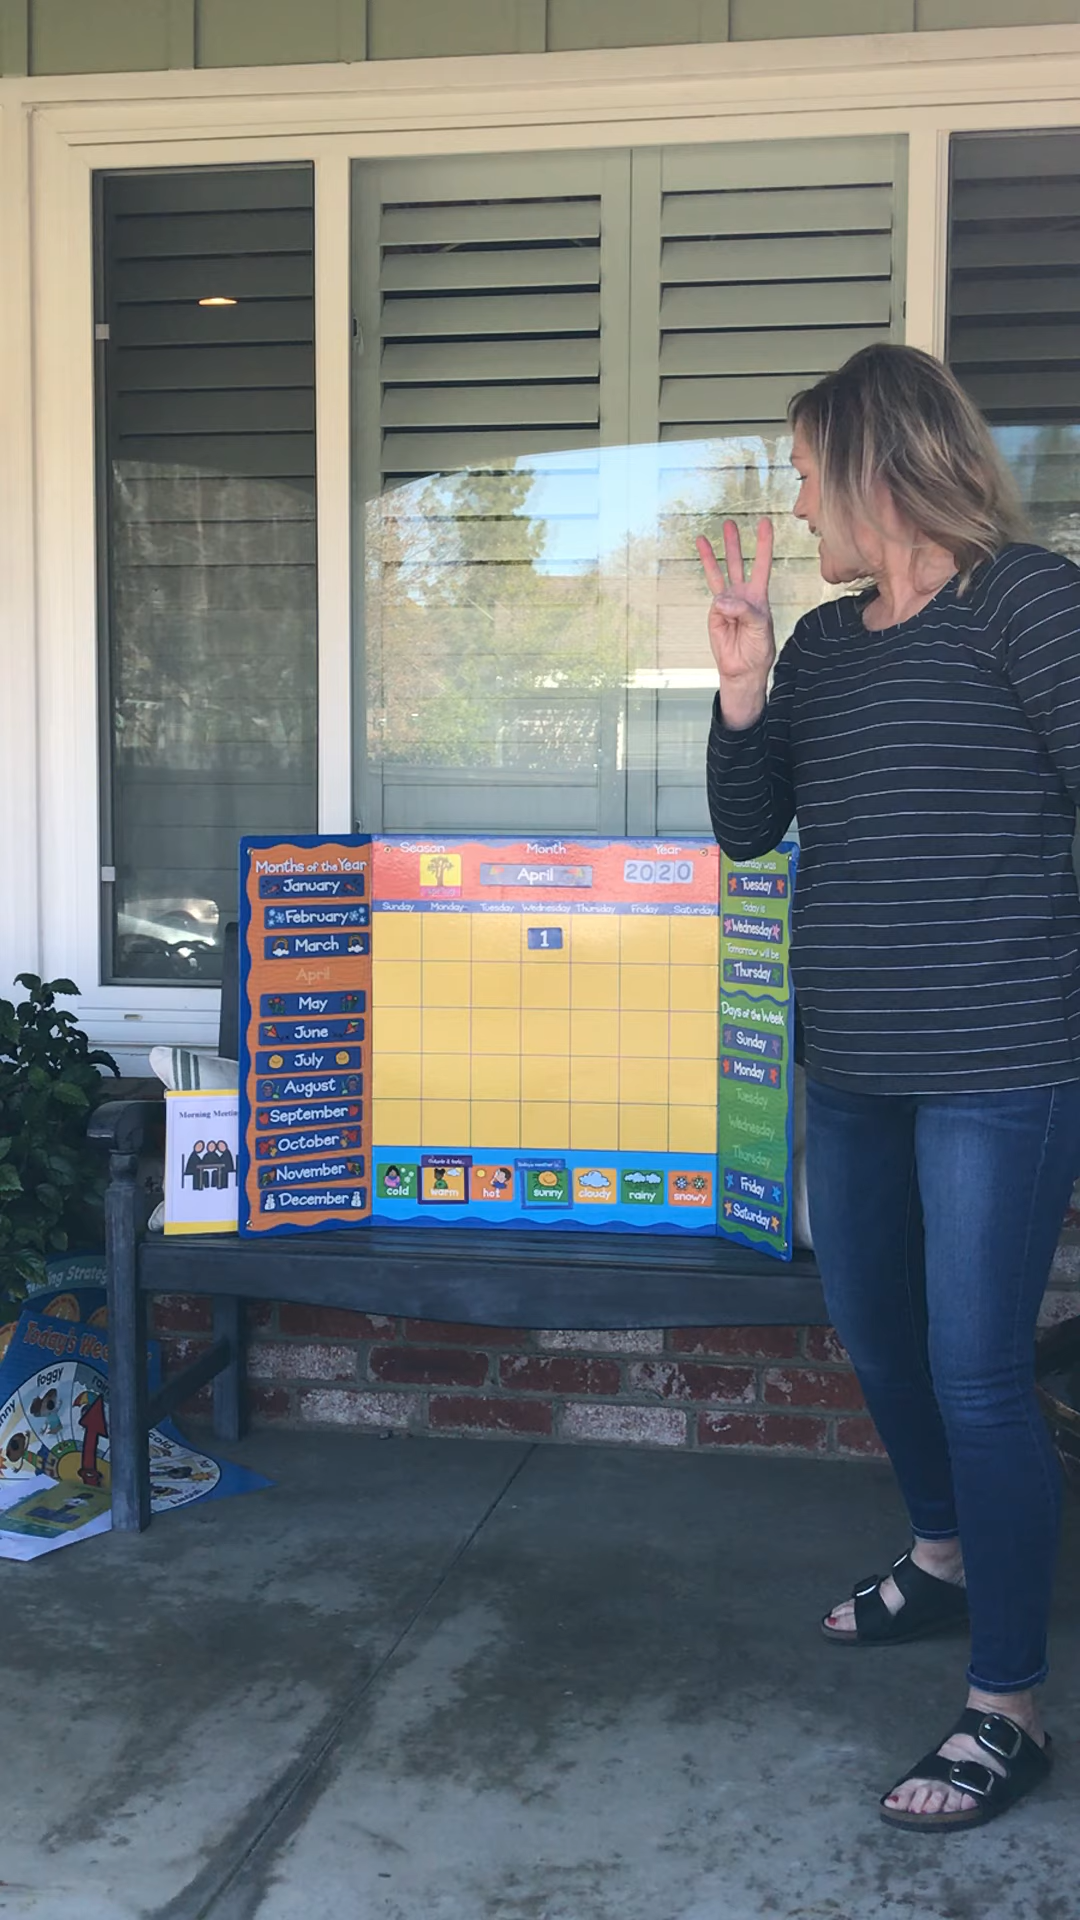 Months of the Year
January
February
March
April
May
June
July
August
September
October
November
December
Season
Month
Year
April
2020
Sunday Monday Tuesday Wednesday Thursday Friday Saturday
1
cold
warm
hot
sunny
cloudy
rainy
snowy
Yesterday was
Tuesday
Today is
Wednesday
Tomorrow will be
Thursday
Days of the Week
Sunday
Monday
Tuesday
Wednesday
Thursday
Friday
Saturday
Morning
Today's
foggy
cold